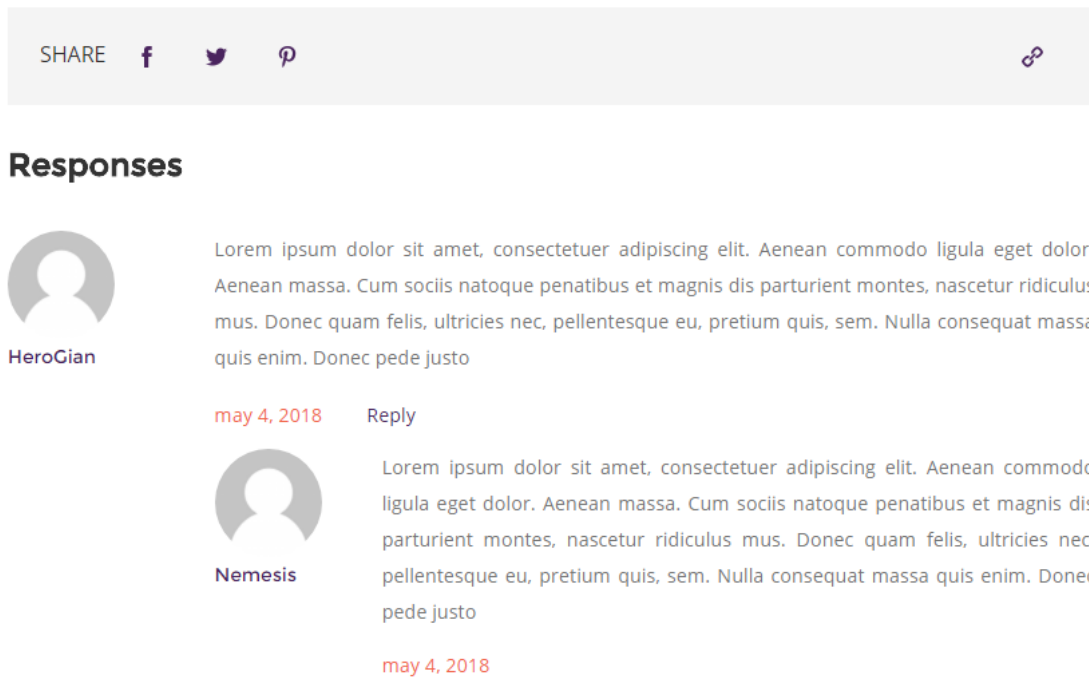 SHARE
Responses
Lorem ipsum dolor sit amet, consectetuer adipiscing elit. Aenean commodo ligula eget dolor
Aenean massa. Cum sociis natoque penatibus et magnis dis parturient montes, nascetur ridiculus
mus. Donec quam felis, ultricies nec, pellentesque eu, pretium quis, sem. Nulla consequat massa
quis enim. Donec pede justo
HeroGian
may 4, 2018 Reply
Lorem ipsum dolor sit amet, consectetuer adipiscing elit. Aenean commodo
ligula eget dolor. Aenean massa. Cum sociis natoque penatibus et magnis dis
parturient montes, nascetur ridiculus mus. Donec quam felis, ultricies nec
pellentesque eu, pretium quis, sem. Nulla consequat massa quis enim. Donec
pede justo
Nemesis
may 4, 2018